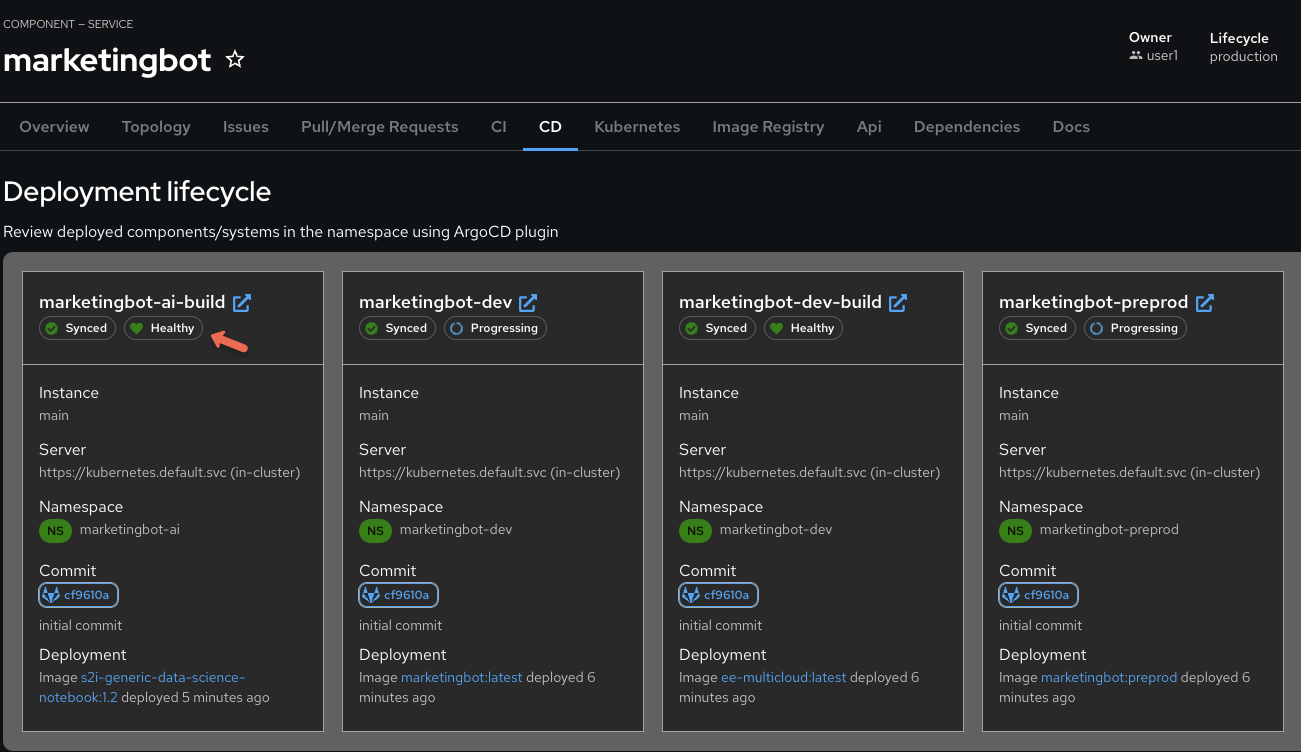 COMPONENT — SERVICE
marketingbot
Owner
user1
Lifecycle
production
Overview
Topology
Issues
Pull/Merge Requests
CI
CD
Kubernetes
Image Registry
Api
Dependencies
Docs
Deployment lifecycle
Review deployed components/systems in the namespace using ArgoCD plugin
marketingbot-ai-build
Synced
Healthy
Instance
main
Server
https://kubernetes.default.svc (in-cluster)
Namespace
NS marketingbot-ai
Commit
cf9610a
initial commit
Deployment
Image s2i-generic-data-science-
notebook:1.2 deployed 5 minutes ago
marketingbot-dev
Synced
Progressing
Instance
main
Server
https://kubernetes.default.svc (in-cluster)
Namespace
NS marketingbot-dev
Commit
cf9610a
initial commit
Deployment
Image marketingbot:latest deployed 6
minutes ago
marketingbot-dev-build
Synced
Healthy
Instance
main
Server
https://kubernetes.default.svc (in-cluster)
Namespace
NS marketingbot-dev
Commit
cf9610a
initial commit
Deployment
Image ee-multicloud:latest deployed 6
minutes ago
marketingbot-preprod
Synced
Progressing
Instance
main
Server
https://kubernetes.default.svc (in-cluster)
Namespace
NS marketingbot-preprod
Commit
cf9610a
initial commit
Deployment
Image marketingbot:preprod deployed 6
minutes ago